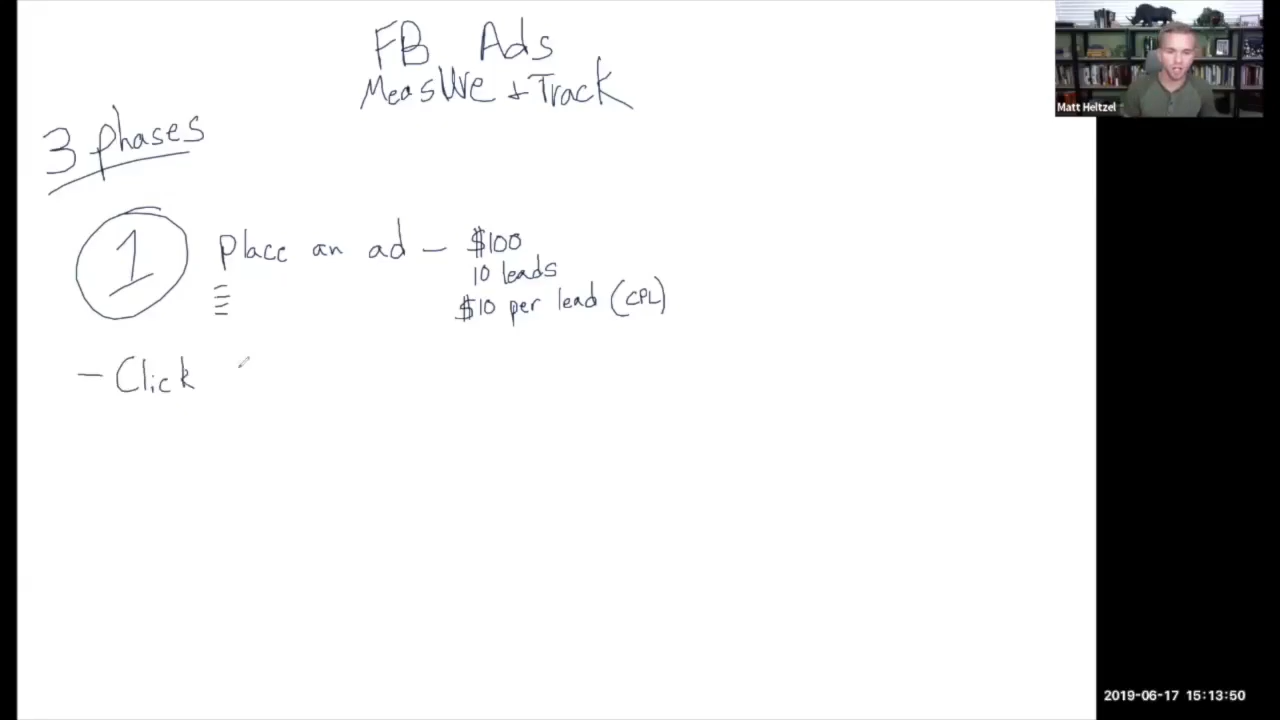 FB Ads
Measure + Track
3 phases
1 Place an ad - $100
10 leads
$10 per lead (CPL)
- Click
Matt Heltzel
2019-06-17 15:13:50